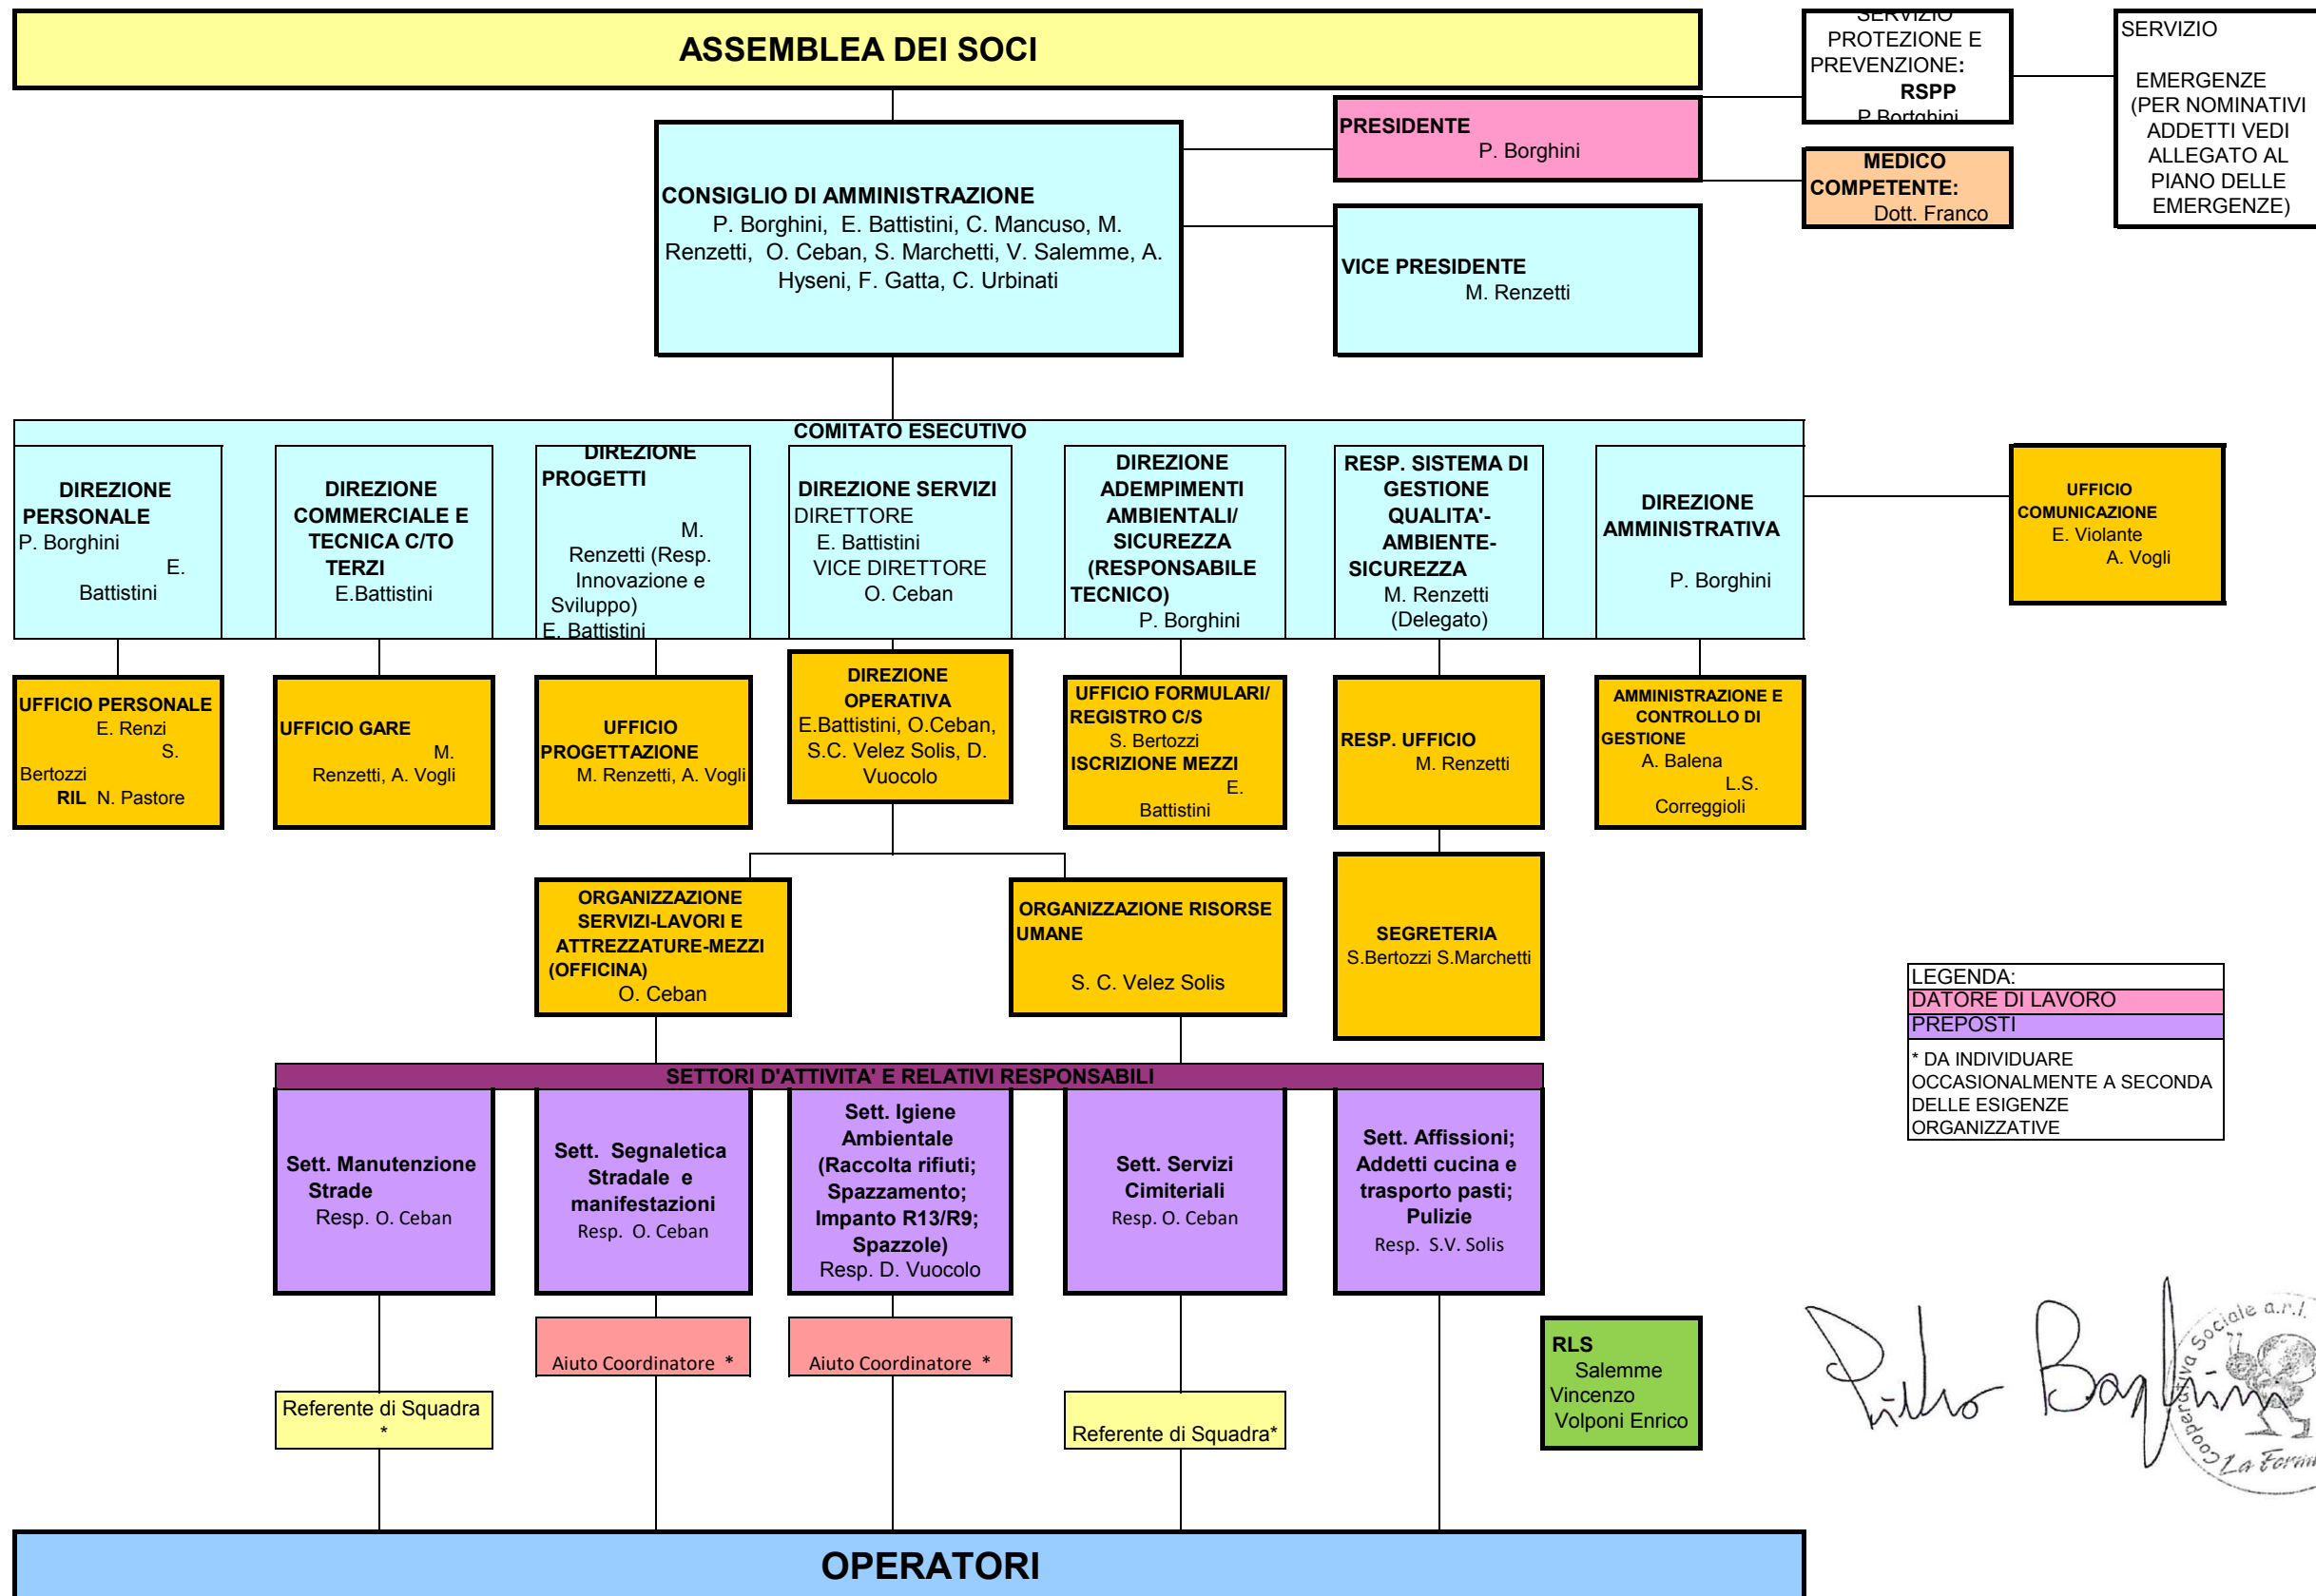 ASSEMBLEA DEI SOCI
SERVIZIO
PROTEZIONE E
PREVENZIONE:
RSPP
P.Bortghini
SERVIZIO
EMERGENZE
(PER NOMINATIVI
ADDETTI VEDI
ALLEGATO AL
PIANO DELLE
EMERGENZE)
PRESIDENTE
P. Borghini
MEDICO
COMPETENTE:
Dott. Franco
CONSIGLIO DI AMMINISTRAZIONE
P. Borghini, E. Battistini, C. Mancuso, M.
Renzetti, O. Ceban, S. Marchetti, V. Salemme, A.
Hyseni, F. Gatta, C. Urbinati
VICE PRESIDENTE
M. Renzetti
COMITATO ESECUTIVO
DIREZIONE
PERSONALE
P. Borghini
E.
Battistini
DIREZIONE
COMMERCIALE E
TECNICA C/TO
TERZI
E.Battistini
DIREZIONE
PROGETTI
M.
Renzetti (Resp.
Innovazione e
Sviluppo)
E. Battistini
DIREZIONE SERVIZI
DIRETTORE
E. Battistini
VICE DIRETTORE
O. Ceban
DIREZIONE
ADEMPIMENTI
AMBIENTALI/
SICUREZZA
(RESPONSABILE
TECNICO)
P. Borghini
RESP. SISTEMA DI
GESTIONE
QUALITA'-
AMBIENTE-
SICUREZZA
M. Renzetti
(Delegato)
DIREZIONE
AMMINISTRATIVA
P. Borghini
UFFICIO
COMUNICAZIONE
E. Violante
A. Vogli
UFFICIO PERSONALE
E. Renzi
S.
Bertozzi
RIL N. Pastore
UFFICIO GARE
M.
Renzetti, A. Vogli
UFFICIO
PROGETTAZIONE
M. Renzetti, A. Vogli
DIREZIONE
OPERATIVA
E.Battistini, O.Ceban,
S.C. Velez Solis, D.
Vuocolo
UFFICIO FORMULARI/
REGISTRO C/S
S. Bertozzi
ISCRIZIONE MEZZI
E.
Battistini
RESP. UFFICIO
M. Renzetti
AMMINISTRAZIONE E
CONTROLLO DI
GESTIONE
A. Balena
L.S.
Correggioli
ORGANIZZAZIONE
SERVIZI-LAVORI E
ATTREZZATURE-MEZZI
(OFFICINA)
O. Ceban
ORGANIZZAZIONE RISORSE
UMANE
S. C. Velez Solis
SEGRETERIA
S.Bertozzi S.Marchetti
LEGENDA:
DATORE DI LAVORO
PREPOSTI
* DA INDIVIDUARE
OCCASIONALMENTE A SECONDA
DELLE ESIGENZE
ORGANIZZATIVE
SETTORI D'ATTIVITA' E RELATIVI RESPONSABILI
Sett. Manutenzione
Strade
Resp. O. Ceban
Sett. Segnaletica
Stradale e
manifestazioni
Resp. O. Ceban
Sett. Igiene
Ambientale
(Raccolta rifiuti;
Spazzamento;
Impanto R13/R9;
Spazzole)
Resp. D. Vuocolo
Sett. Servizi
Cimiteriali
Resp. O. Ceban
Sett. Affissioni;
Addetti cucina e
trasporto pasti;
Pulizie
Resp. S.V. Solis
Aiuto Coordinatore *
Aiuto Coordinatore *
RLS
Salemme
Vincenzo
Volponi Enrico
Referente di Squadra
*
Referente di Squadra*
Cooperativa Sociale a.r.l.
La
OPERATORI